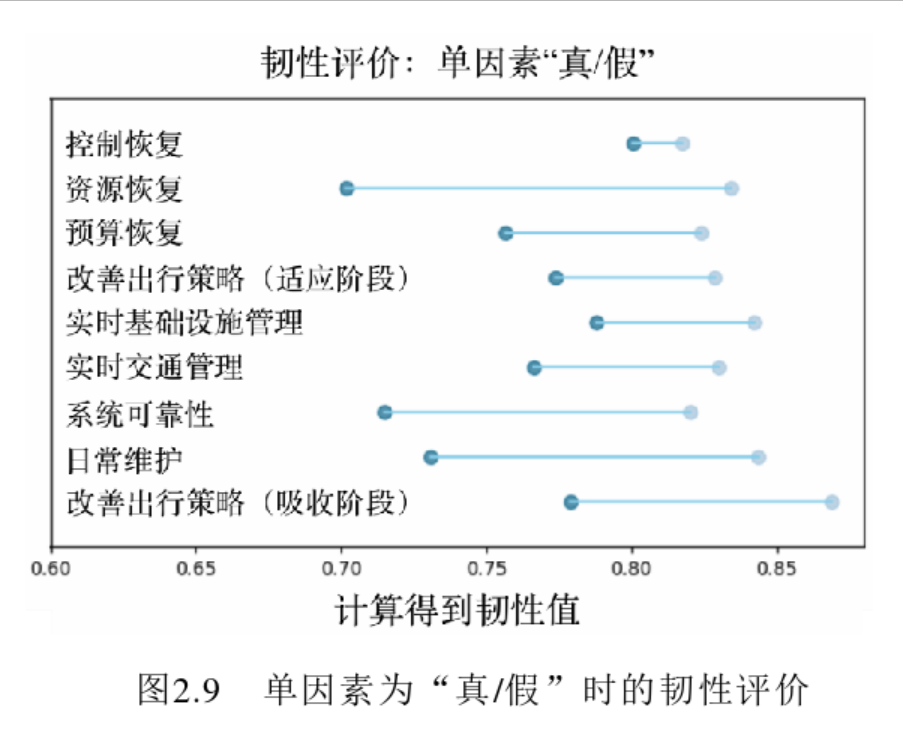 韧性评价：单因素“真/假”
控制恢复
资源恢复
预算恢复
改善出行策略（适应阶段）
实时基础设施管理
实时交通管理
系统可靠性
日常维护
改善出行策略（吸收阶段）
0.60 0.65 0.70 0.75 0.80 0.85
计算得到韧性值
图2.9 单因素为“真/假”时的韧性评价